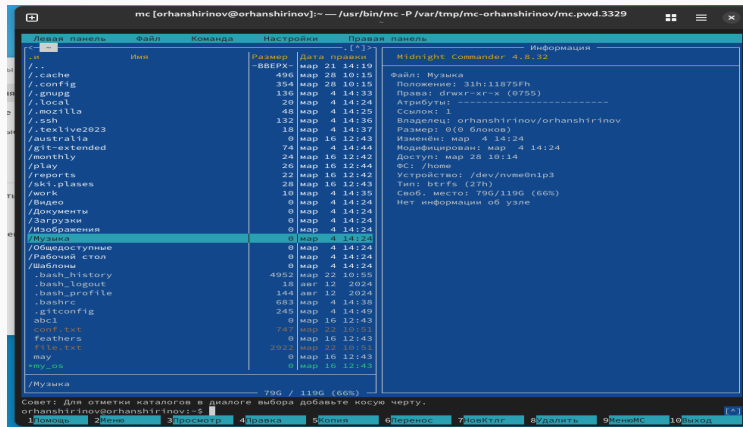 mc [orhanshirinov@orhanshirinov]:~ — /usr/bin/mc -P /var/tmp/mc-orhanshirinov/mc.pwd.3329
Левая панель Файл Команда Настройки Правая панель
<— ~ .[^]>
.и Имя Размер Дата правки
/.. -ВВЕРХ- мар 21 14:19
/.cache 496 мар 28 10:15
/.config 354 мар 28 10:15
/.gnupg 136 мар 4 14:33
/.local 20 мар 4 14:24
/.mozilla 48 мар 4 14:25
/.ssh 132 мар 4 14:36
/.texlive2023 18 мар 4 14:37
/australia 0 мар 16 12:43
/git-extended 74 мар 4 14:44
/monthly 24 мар 16 12:42
/play 26 мар 16 12:44
/reports 22 мар 16 12:42
/ski.plases 28 мар 16 12:43
/work 10 мар 4 14:35
/Видео 0 мар 4 14:24
/Документы 0 мар 4 14:24
/Загрузки 0 мар 4 14:24
/Изображения 0 мар 4 14:24
/Музыка 0 мар 4 14:24
/Общедоступные 0 мар 4 14:24
/Рабочий стол 0 мар 4 14:24
/Шаблоны 0 мар 4 14:24
.bash_history 4952 мар 22 10:55
.bash_logout 18 авг 12 2024
.bash_profile 144 авг 12 2024
.bashrc 683 мар 4 14:38
.gitconfig 245 мар 4 14:49
abc1 0 мар 16 12:43
conf.txt 747 мар 22 10:51
feathers 0 мар 16 12:43
file.txt 2922 мар 22 10:51
may 0 мар 16 12:43
*my_os 0 мар 16 12:43
/Музыка
79G / 119G (66%)
Информация
Midnight Commander 4.8.32
Файл: Музыка
Положение: 31h:11875Fh
Права: drwxr-xr-x (0755)
Атрибуты: -------------------------
Ссылок: 1
Владелец: orhanshirinov/orhanshirinov
Размер: 0(0 блоков)
Изменён: мар 4 14:24
Модифицирован: мар 4 14:24
Доступ: мар 28 10:14
ФС: /home
Устройство: /dev/nvme0n1p3
Тип: btrfs (27h)
Своб. место: 79G/119G (66%)
Нет информации об узле
Совет: Для отметки каталогов в диалоге выбора добавьте косую черту.
orhanshirinov@orhanshirinov:~$ [^]
1Помощь 2Меню 3Просмотр 4Правка 5Копия 6Перенос 7НовКтлг 8Удалить 9МенюМС 10Выход